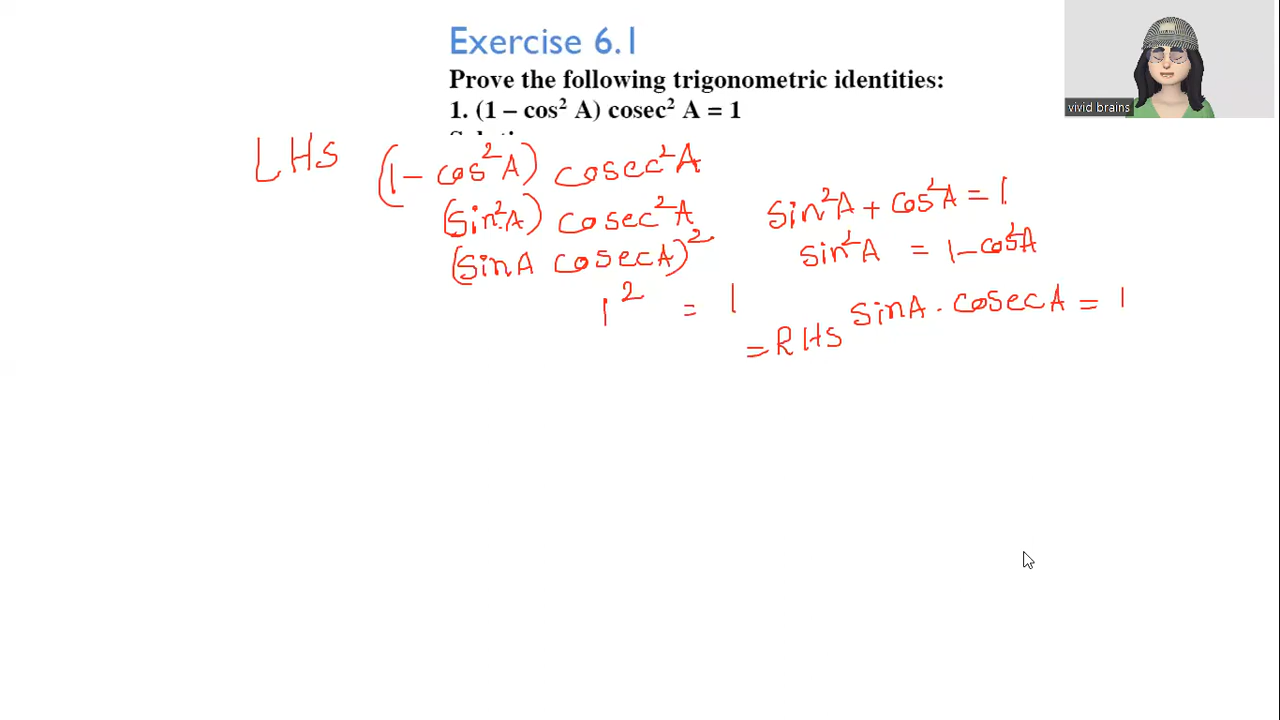 Exercise 6.1
Prove the following trigonometric identities:
1. (1 – cos² A) cosec² A = 1
vivid brains
LHS (1 - cos²A) cosec²A
(sin²A) cosec²A
(sinA cosecA)²
1² = 1
= RHS
sin²A + cos²A = 1
sin²A = 1 - cos²A
sinA . cosecA = 1